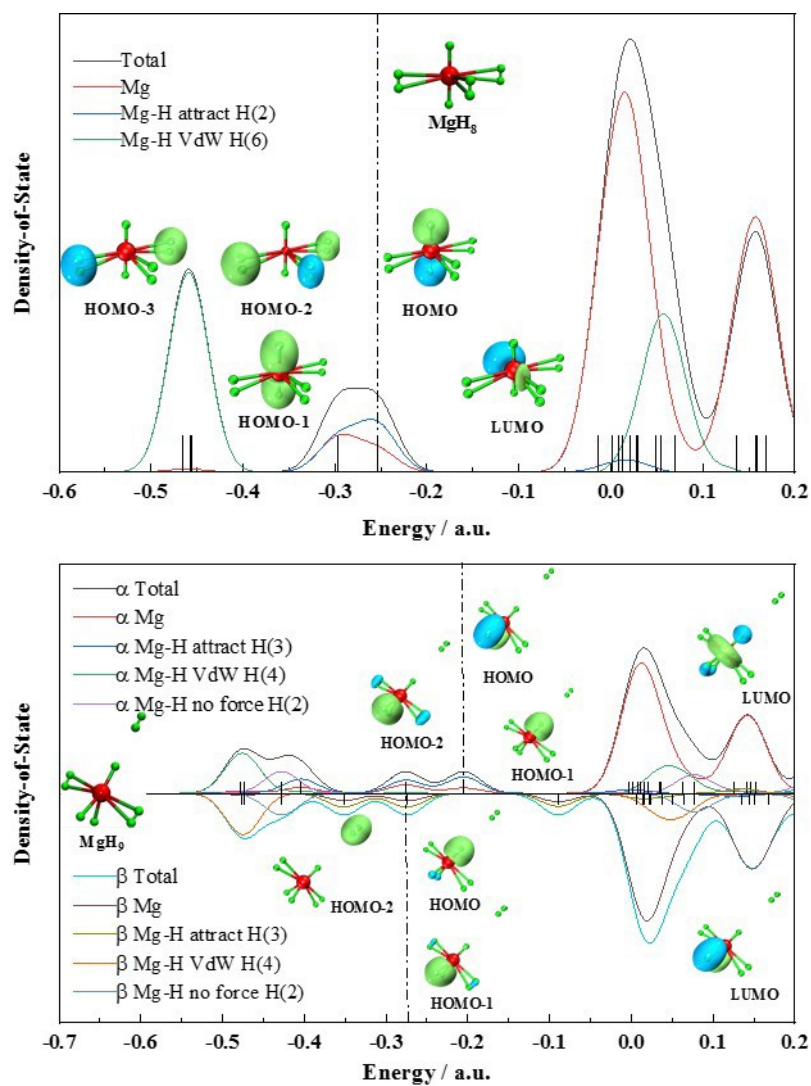 Density-of-State
Total
Mg
Mg-H attract H(2)
Mg-H VdW H(6)
MgH₈
HOMO-3
HOMO-2
HOMO
HOMO-1
LUMO
-0.6 -0.5 -0.4 -0.3 -0.2 -0.1 0.0 0.1 0.2
Energy / a.u.
Density-of-State
α Total
α Mg
α Mg-H attract H(3)
α Mg-H VdW H(4)
α Mg-H no force H(2)
HOMO
LUMO
HOMO-2
HOMO-1
MgH₉
β Total
β Mg
β Mg-H attract H(3)
β Mg-H VdW H(4)
β Mg-H no force H(2)
HOMO-2
HOMO
HOMO-1
LUMO
-0.7 -0.6 -0.5 -0.4 -0.3 -0.2 -0.1 0.0 0.1 0.2
Energy / a.u.